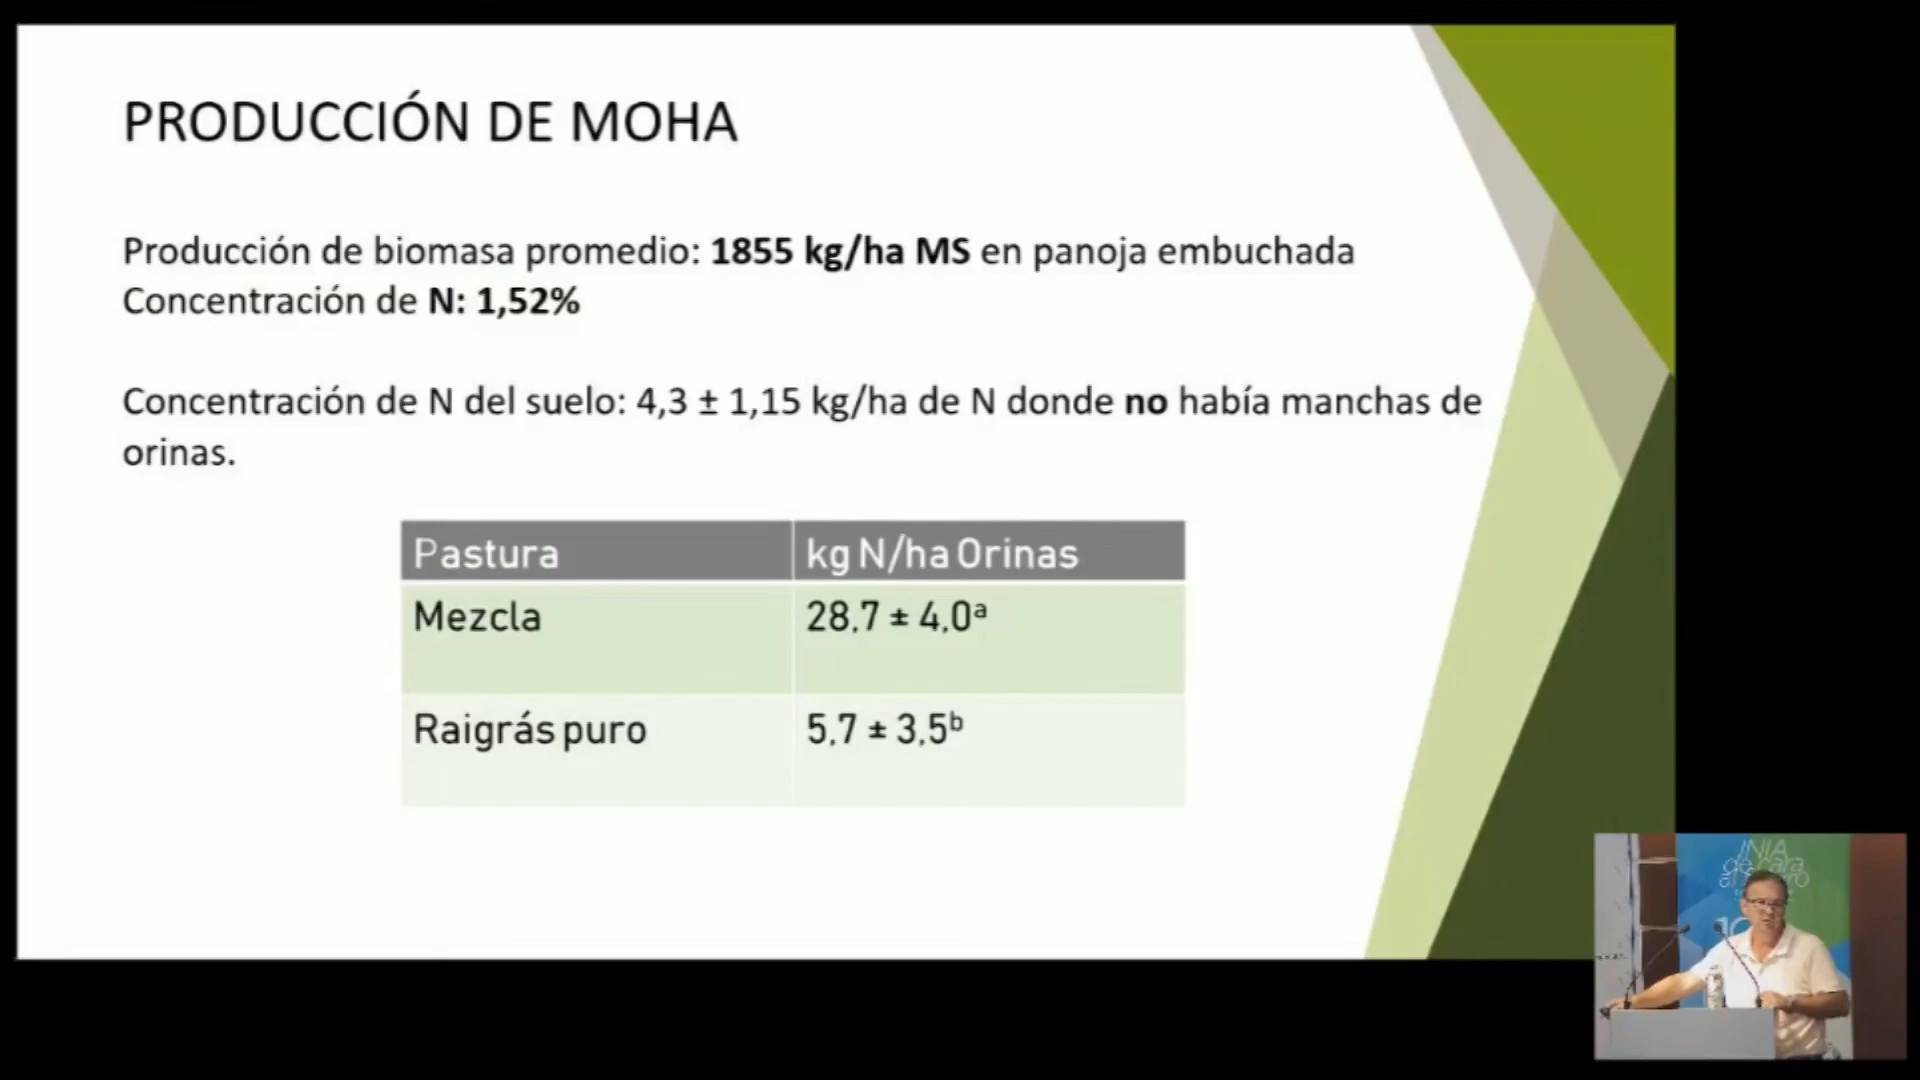 PRODUCCIÓN DE MOHA
Producción de biomasa promedio: 1855 kg/ha MS en panoja embuchada
Concentración de N: 1,52%
Concentración de N del suelo: 4,3 ± 1,15 kg/ha de N donde no había manchas de
orinas.
Pastura kg N/ha Orinas
Mezcla 28,7 ± 4,0ᵃ
Raigrás puro 5,7 ± 3,5ᵇ
INIA
de cara